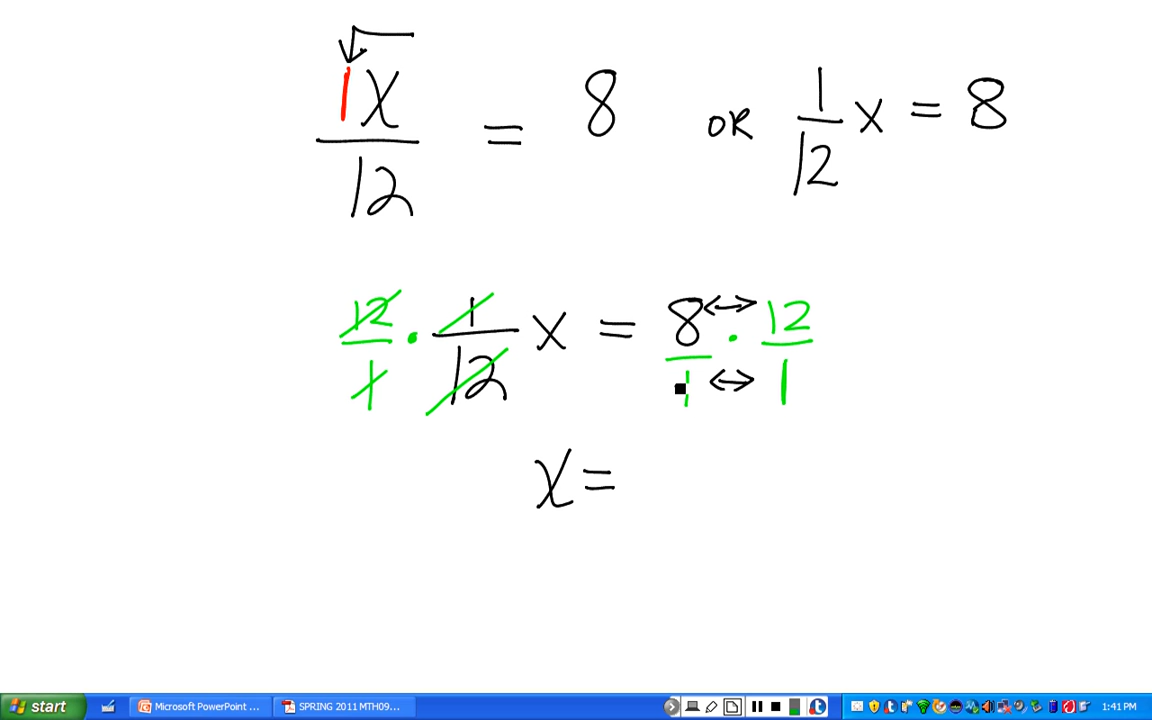 1x/12 = 8 OR 1/12 x = 8
12/1 · 1/12 x = 8/1 · 12/1
x =
start
Microsoft PowerPoint ...
SPRING 2011 MTH09...
1:41 PM